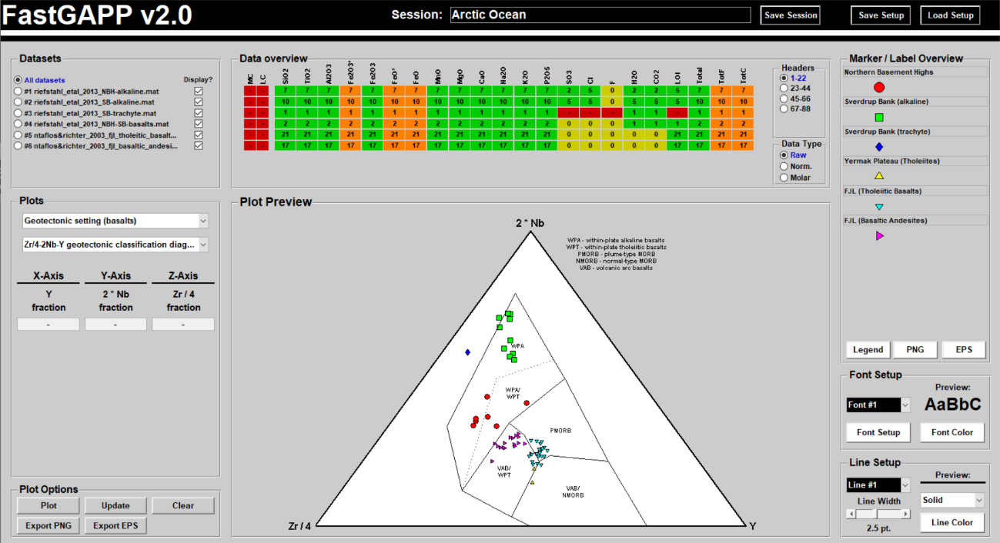 FastGAPP v2.0
Session: Arctic Ocean
Save Session
Save Setup
Load Setup
Datasets
Display?
All datasets
#1 riefstahl_etal_2013_NBH-alkaline.mat
#2 riefstahl_etal_2013_SB-alkaline.mat
#3 riefstahl_etal_2013_SB-trachyte.mat
#4 riefstahl_etal_2013_NBH-SB-basalts.mat
#5 ntaflos&richter_2003_fjl_tholeitic_basalt...
#6 ntaflos&richter_2003_fjl_basaltic_andesi...
Data overview
MC LC SiO2 TiO2 Al2O3 Fe2O3* Fe2O3 FeO* FeO MnO MgO CaO Na2O K2O P2O5 SO3 Cl F H2O CO2 LOI Total TotF TotC
- - 7 7 7 7 7 7 7 7 7 7 7 7 7 2 5 0 2 2 5 7 7 7
- - 10 10 10 10 10 10 10 10 10 10 10 10 10 5 5 0 5 5 5 10 10 10
- - 1 1 1 1 1 1 1 1 1 1 1 1 1 - - - 1 1 - 1 1 1
- - 2 2 2 2 2 2 2 2 2 2 2 2 2 0 0 0 1 1 1 2 2 2
- - 21 21 21 21 21 21 21 21 21 21 21 21 21 0 0 0 0 0 21 21 21 21
- - 17 17 17 17 17 17 17 17 17 17 17 17 17 0 0 0 0 0 17 17 17 17
Headers
1-22
23-44
45-66
67-88
Data Type
Raw
Norm.
Molar
Marker / Label Overview
Northern Basement Highs
Sverdrup Bank (alkaline)
Sverdrup Bank (trachyte)
Yermak Plateau (Tholeiites)
FJL (Tholeiitic Basalts)
FJL (Basaltic Andesites)
Legend
PNG
EPS
Plots
Geotectonic setting (basalts)
Zr/4-2Nb-Y geotectonic classification diag...
X-Axis
Y-Axis
Z-Axis
Y
2 * Nb
Zr / 4
fraction
fraction
fraction
-
-
-
Plot Options
Plot
Update
Clear
Export PNG
Export EPS
Plot Preview
2 * Nb
WPA - within-plate alkaline basalts
WPT - within-plate tholeiitic basalts
PMORB - plume-type MORB
NMORB - normal-type MORB
VAB - volcanic arc basalts
WPA
WPA/
WPT
PMORB
VAB/
WPT
VAB/
NMORB
Zr / 4
Y
Font Setup
Preview:
Font #1
AaBbC
Font Setup
Font Color
Line Setup
Preview:
Line #1
Line Width
Solid
2.5 pt.
Line Color